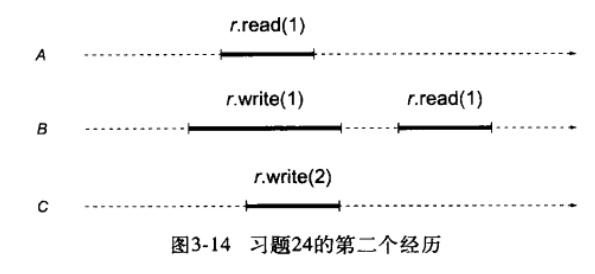 r.read(1)
A
r.write(1) r.read(1)
B
r.write(2)
C
图3-14 习题24的第二个经历